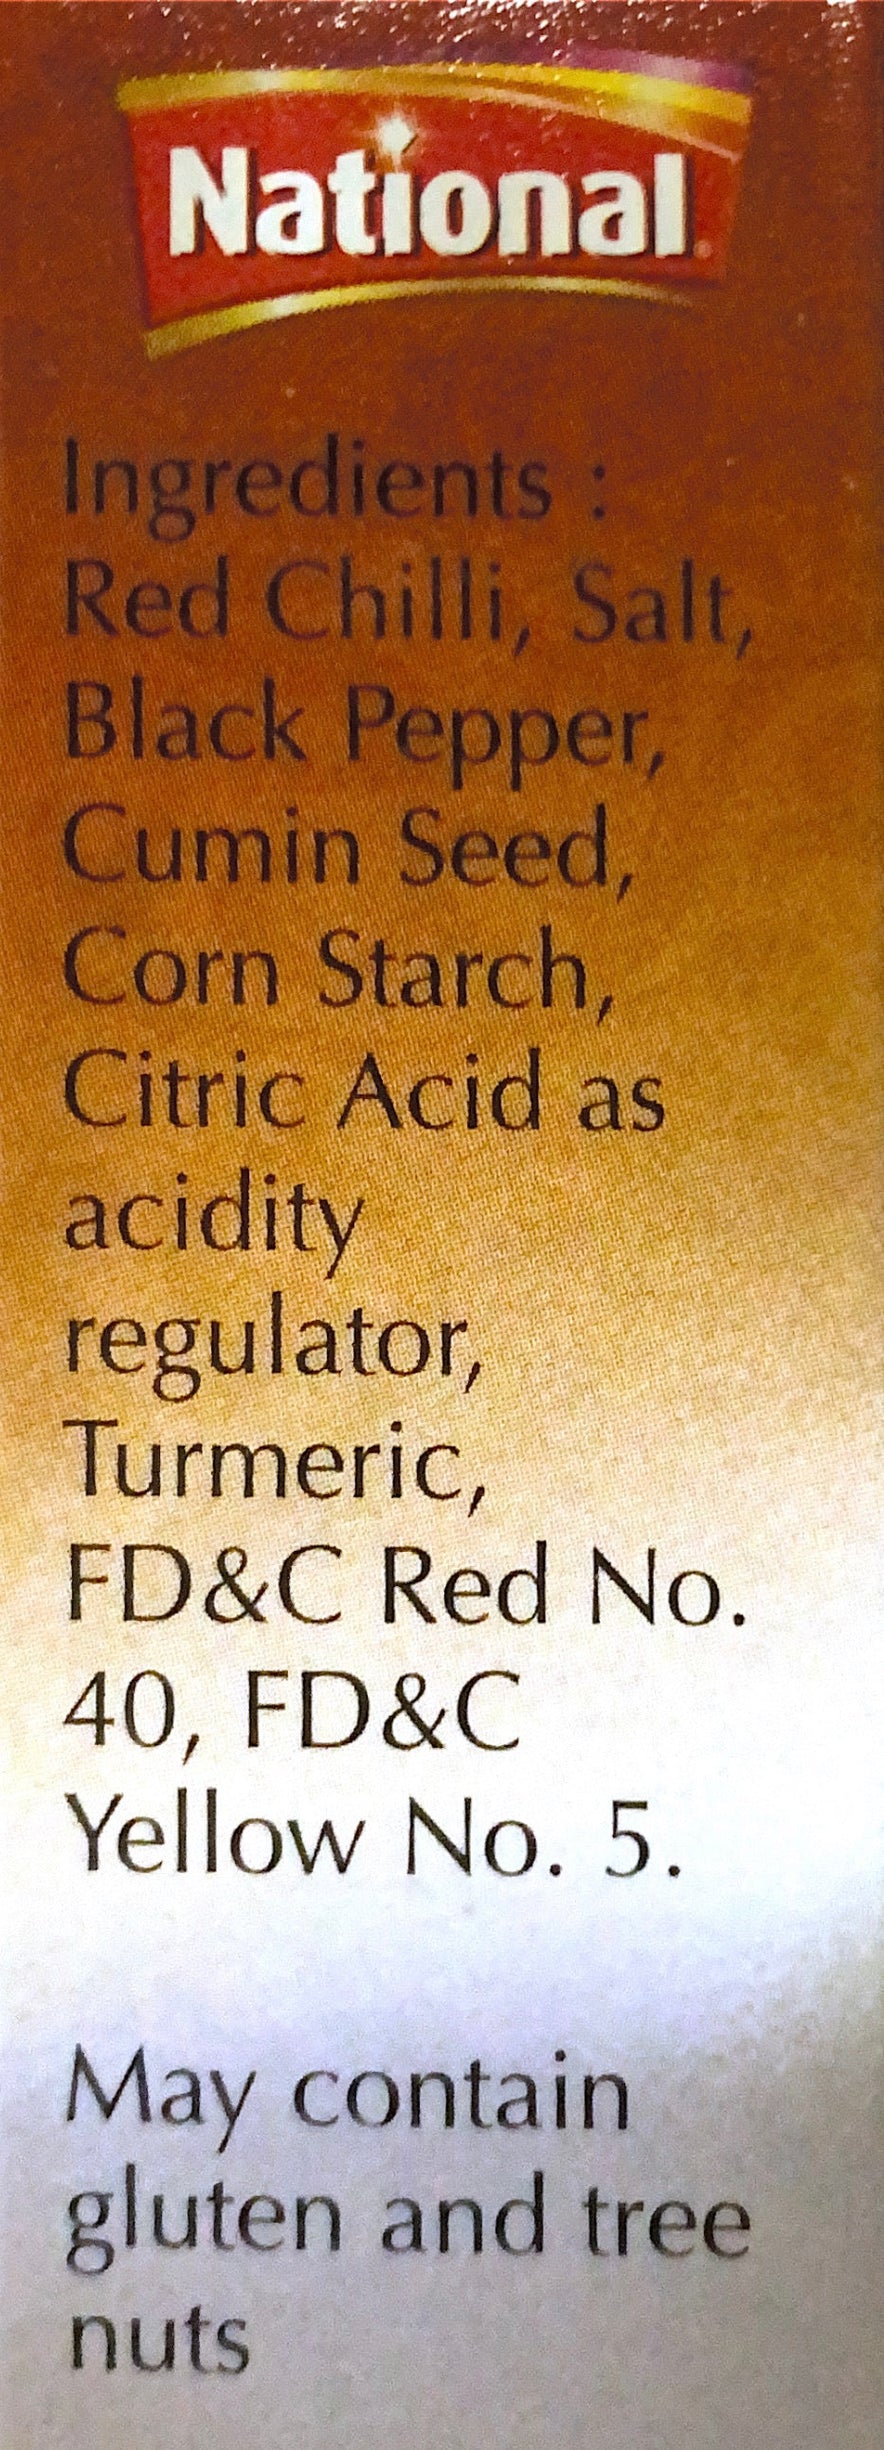 National
Ingredients :
Red Chilli, Salt,
Black Pepper,
Cumin Seed,
Corn Starch,
Citric Acid as
acidity
regulator,
Turmeric,
FD&C Red No.
40, FD&C
Yellow No. 5.
May contain
gluten and tree
nuts